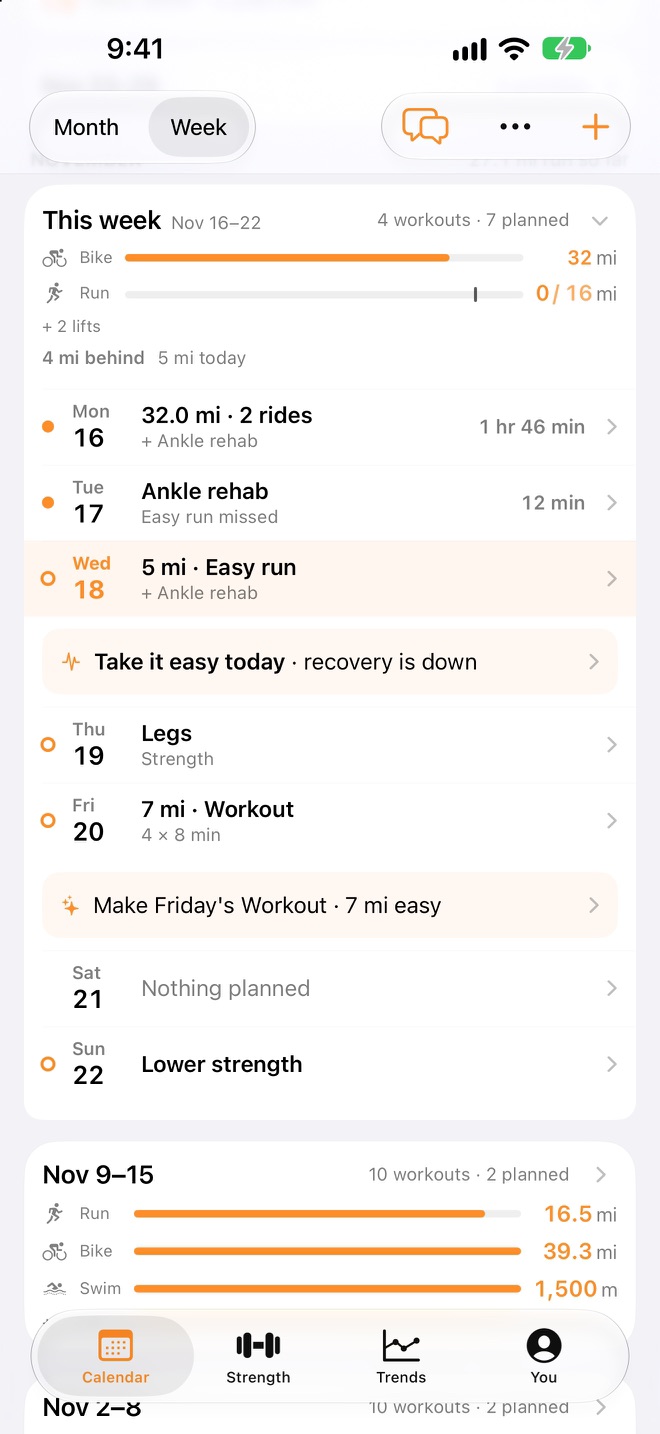 9:41
Month Week
This week Nov 16–22 4 workouts · 7 planned
Bike 32 mi
Run 0 / 16 mi
+ 2 lifts
4 mi behind 5 mi today
Mon
16
32.0 mi · 2 rides
+ Ankle rehab
1 hr 46 min
Tue
17
Ankle rehab
Easy run missed
12 min
Wed
18
5 mi · Easy run
+ Ankle rehab
Take it easy today · recovery is down
Thu
19
Legs
Strength
Fri
20
7 mi · Workout
4 × 8 min
Make Friday's Workout · 7 mi easy
Sat
21
Nothing planned
Sun
22
Lower strength
Nov 9–15 10 workouts · 2 planned
Run 16.5 mi
Bike 39.3 mi
Swim 1,500 m
Calendar Strength Trends You
Nov 2–8 10 workouts · 2 planned